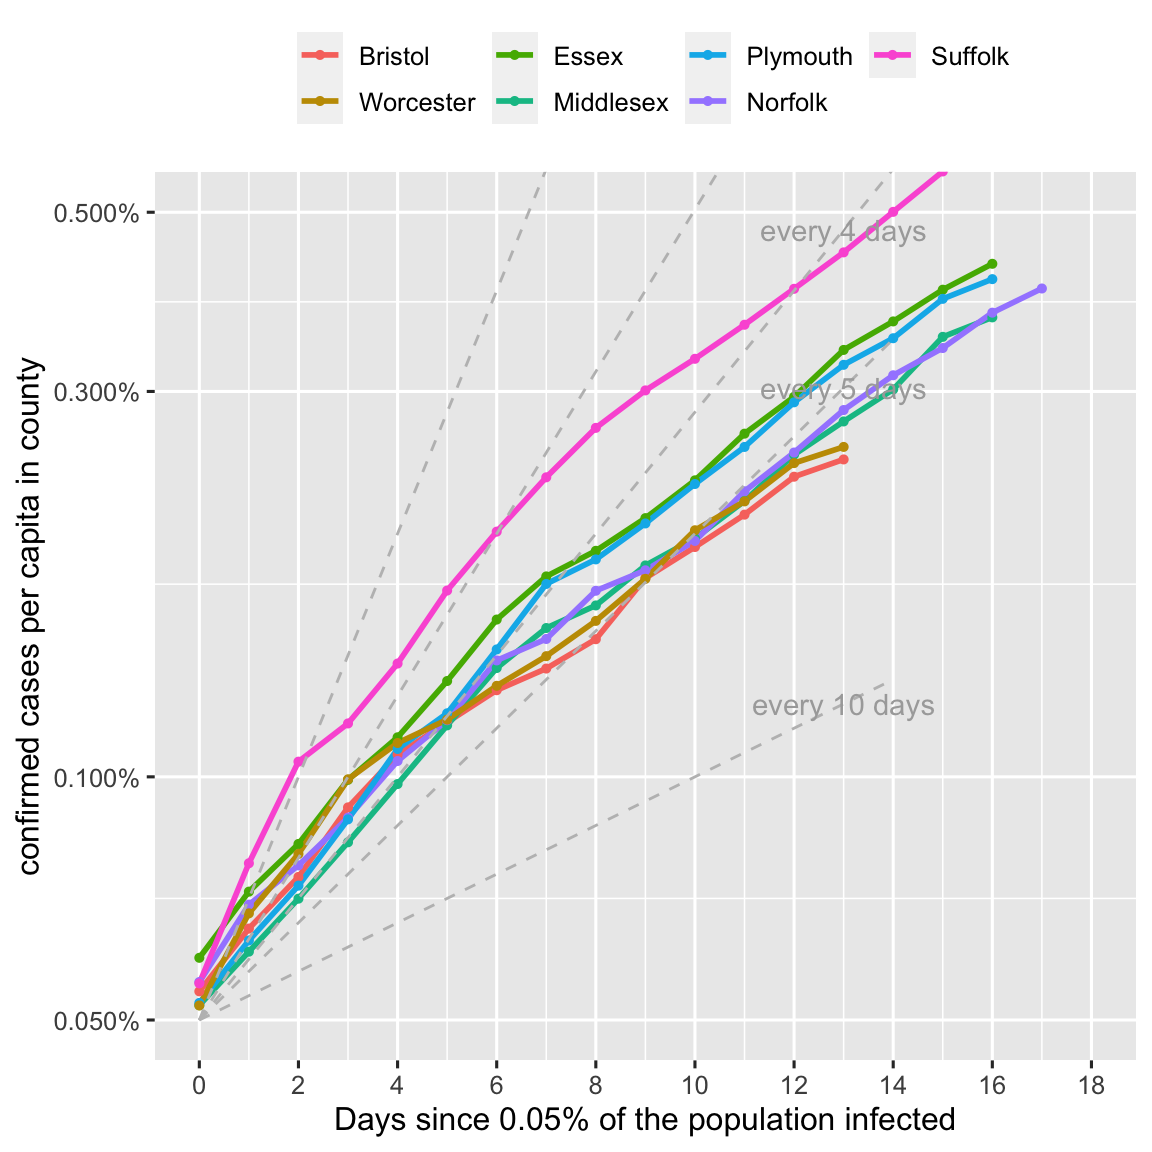 Bristol Essex Plymouth Suffolk
Worcester Middlesex Norfolk
0.500%
every 4 days
0.300%
every 5 days
every 10 days
0.100%
0.050%
confirmed cases per capita in county
0 2 4 6 8 10 12 14 16 18
Days since 0.05% of the population infected